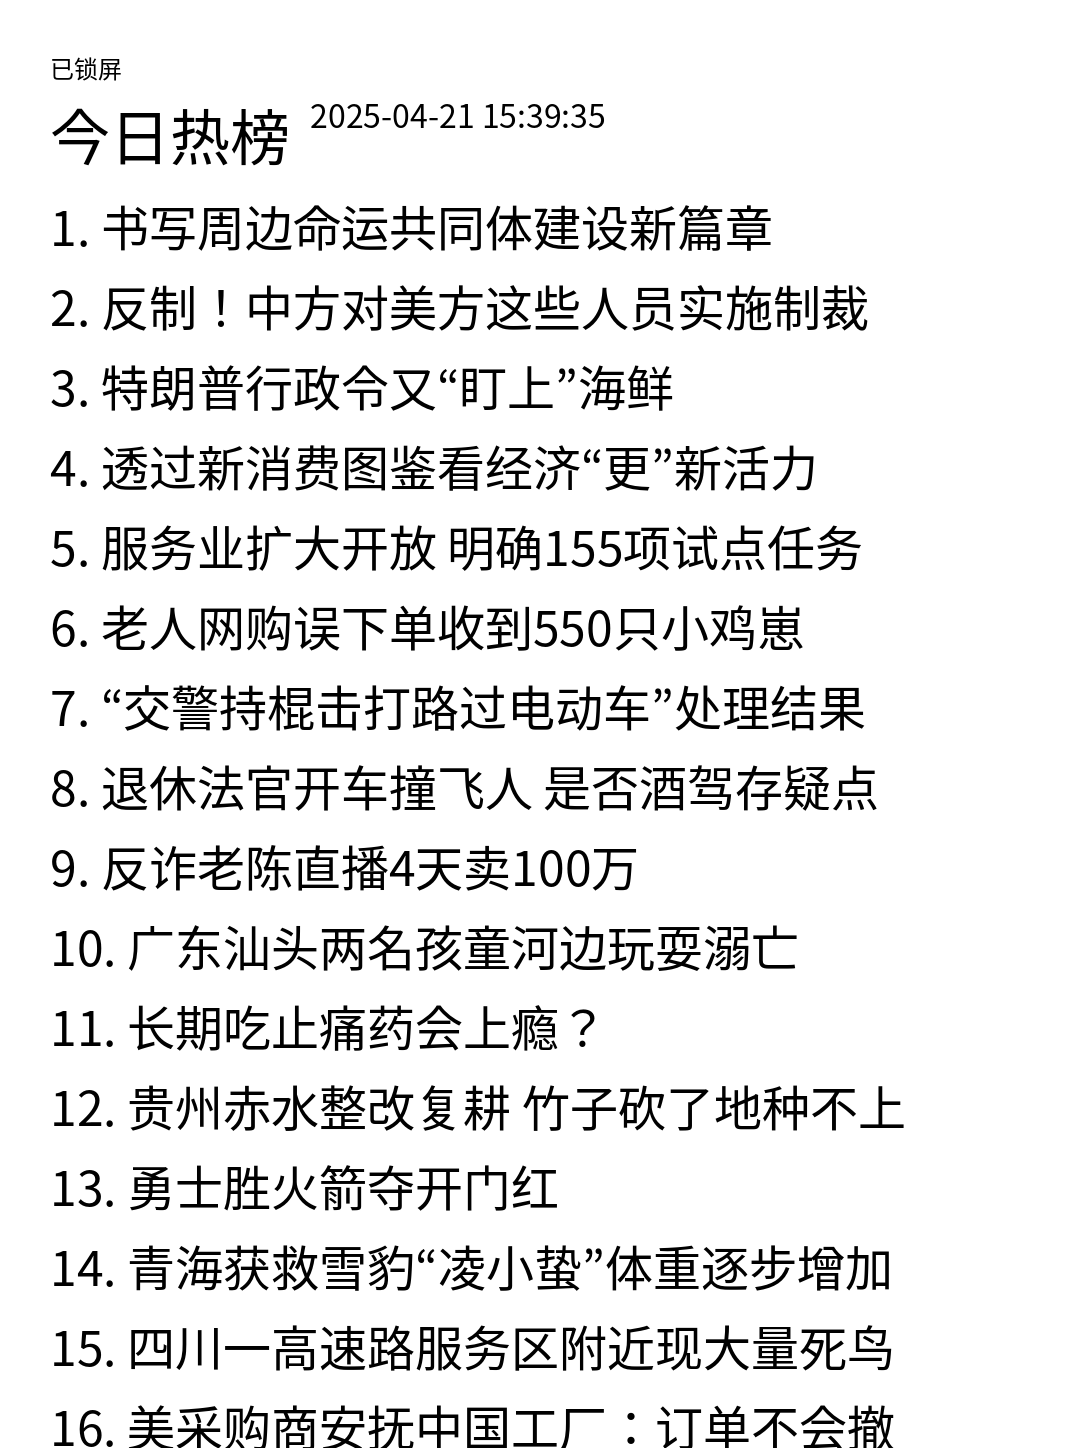 已锁屏
今日热榜 2025-04-21 15:39:35
1. 书写周边命运共同体建设新篇章
2. 反制！中方对美方这些人员实施制裁
3. 特朗普行政令又“盯上”海鲜
4. 透过新消费图鉴看经济“更”新活力
5. 服务业扩大开放 明确155项试点任务
6. 老人网购误下单收到550只小鸡崽
7. “交警持棍击打路过电动车”处理结果
8. 退休法官开车撞飞人 是否酒驾存疑点
9. 反诈老陈直播4天卖100万
10. 广东汕头两名孩童河边玩耍溺亡
11. 长期吃止痛药会上瘾？
12. 贵州赤水整改复耕 竹子砍了地种不上
13. 勇士胜火箭夺开门红
14. 青海获救雪豹“凌小蛰”体重逐步增加
15. 四川一高速路服务区附近现大量死鸟
16. 美采购商安抚中国工厂：订单不会撤